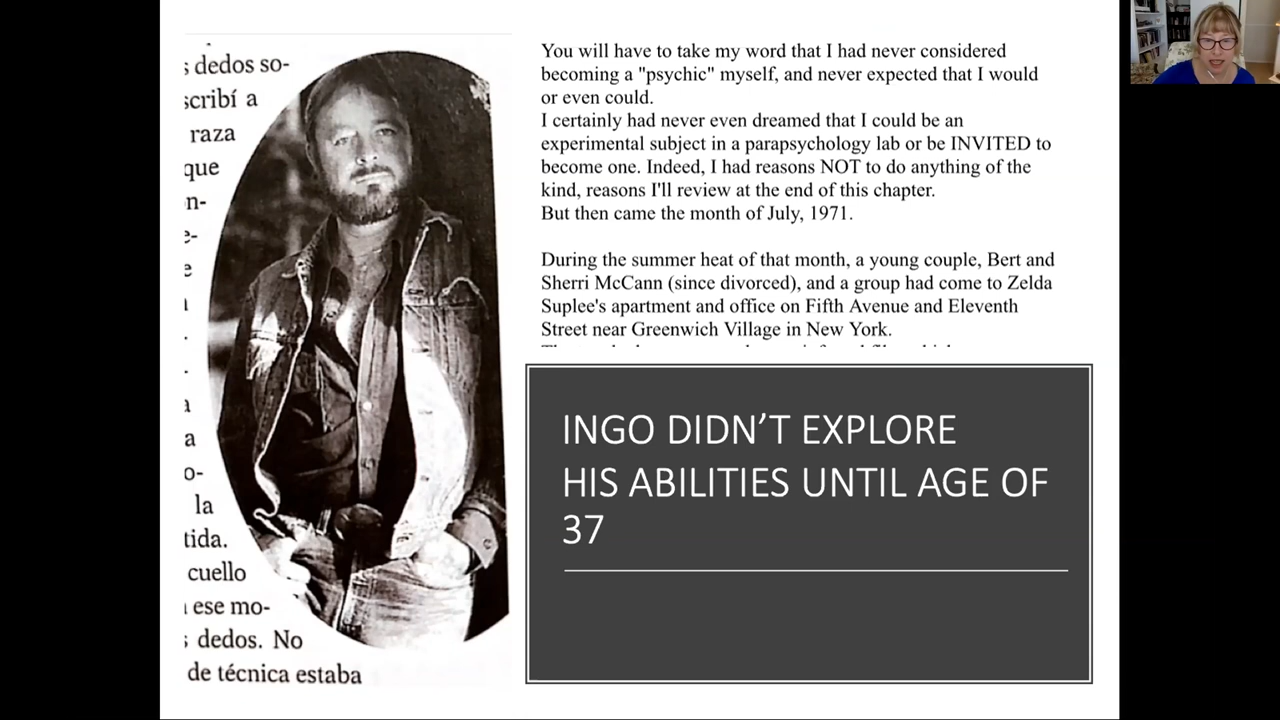 s dedos so-
scribí a
raza
que
n-
e-
e
a
a
o-
la
tida.
cuello
ese mo-
s dedos. No
de técnica estaba
You will have to take my word that I had never considered
becoming a "psychic" myself, and never expected that I would
or even could.
I certainly had never even dreamed that I could be an
experimental subject in a parapsychology lab or be INVITED to
become one. Indeed, I had reasons NOT to do anything of the
kind, reasons I'll review at the end of this chapter.
But then came the month of July, 1971.
During the summer heat of that month, a young couple, Bert and
Sherri McCann (since divorced), and a group had come to Zelda
Suplee's apartment and office on Fifth Avenue and Eleventh
Street near Greenwich Village in New York.
INGO DIDN’T EXPLORE
HIS ABILITIES UNTIL AGE OF
37